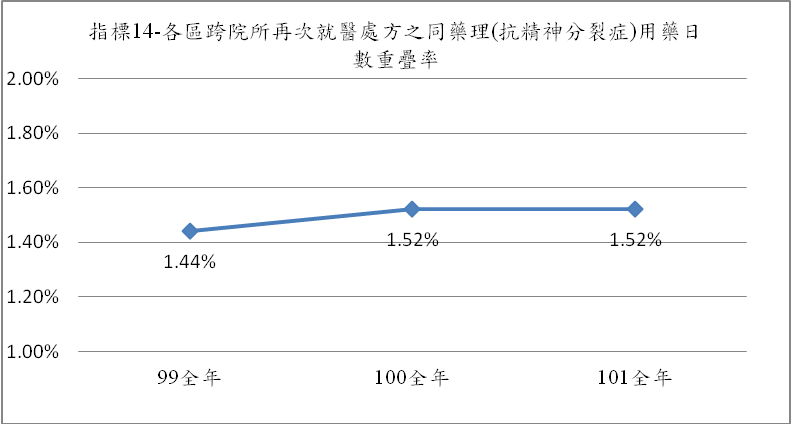 指標14-各區跨院所再次就醫處方之同藥理(抗精神分裂症)用藥日
數重疊率
2.00%
1.80%
1.60%
1.40%
1.20%
1.00%
1.44%
1.52%
1.52%
99全年
100全年
101全年